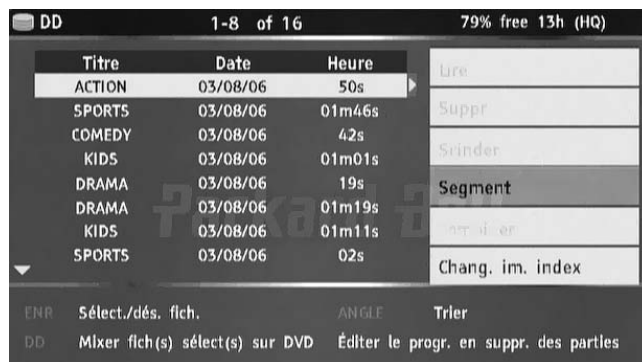 DD 1-8 of 16 79% free 13h (HQ)
Titre Date Heure
ACTION 03/08/06 50s
SPORTS 03/08/06 01m46s
COMEDY 03/08/06 42s
KIDS 03/08/06 01m01s
DRAMA 03/08/06 19s
DRAMA 03/08/06 01m19s
KIDS 03/08/06 01m11s
SPORTS 03/08/06 02s
Lire
Suppr
Scinder
Segment
Chang. im. index
Packard Bell
ENR Sélect./dés. fich. ANGLE Trier
DD Mixer fich(s) sélect(s) sur DVD Éditer le progr. en suppr. des parties